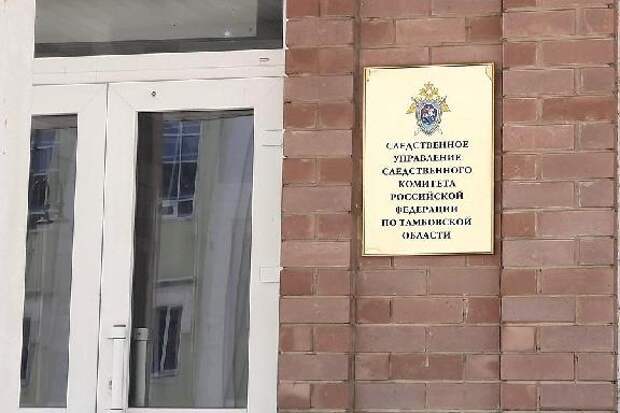 СЛЕДСТВЕННОЕ
УПРАВЛЕНИЕ
СЛЕДСТВЕННОГО
КОМИТЕТА
РОССИЙСКОЙ
ФЕДЕРАЦИИ
ПО ТАМБОВСКОЙ
ОБЛАСТИ